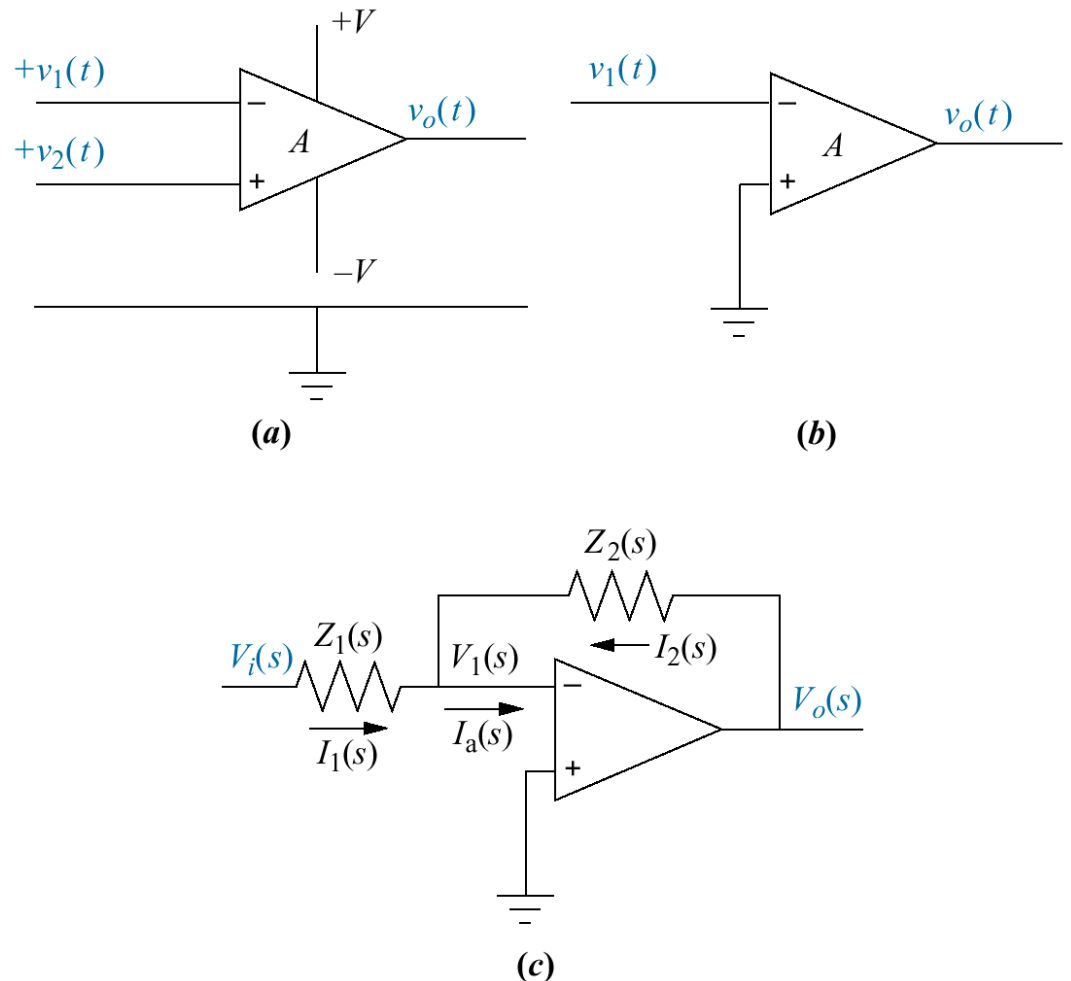 +V
+v₁(t)
−
A
vₒ(t)
+v₂(t)
+
–V
(a)
v₁(t)
−
A
vₒ(t)
+
(b)
Z₂(s)
I₂(s)
Vᵢ(s)
Z₁(s)
V₁(s)
−
Vₒ(s)
I₁(s)
Iₐ(s)
+
(c)